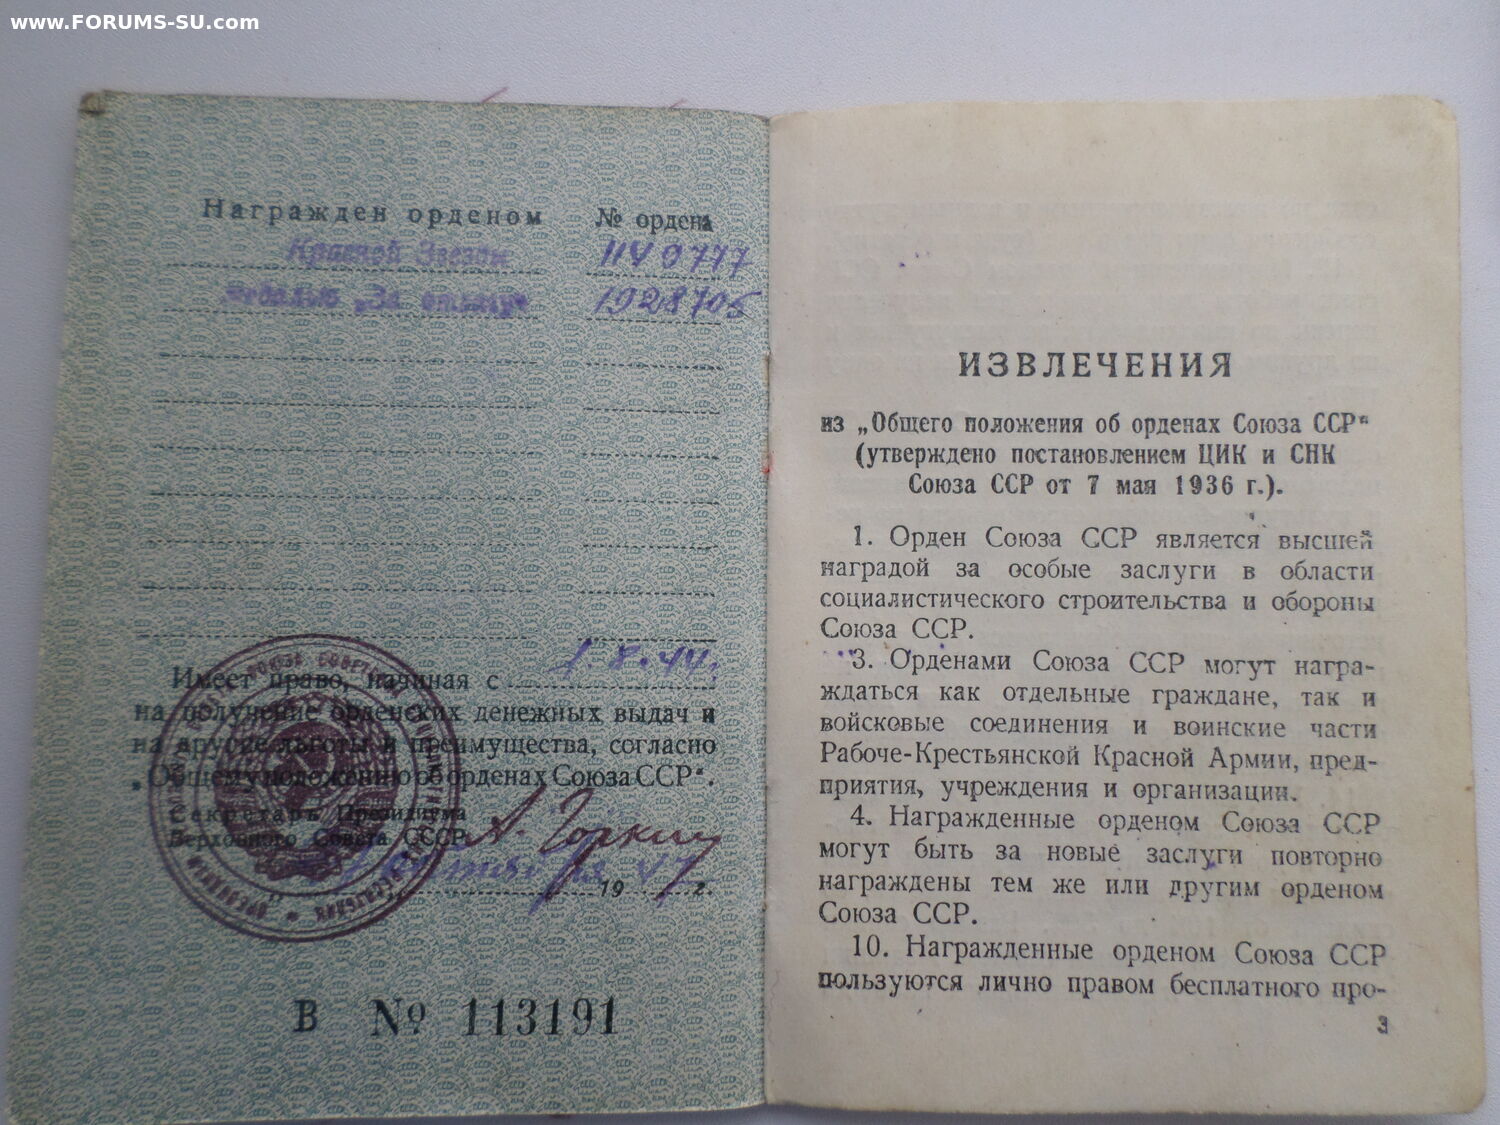 www.FORUMS-SU.com
Награжден орденом № ордена
Красной Звезды 1140777
медалью „За отвагу" 1928705
Имеет право, начиная с 1.8.44г
на получение орденских денежных выдач и
на другие льготы и преимущества, согласно
„Общему положению об орденах Союза ССР".
Секретарь Президиума
Верховного Совета СССР А. Горкин
19 47 г.
В № 113191
ИЗВЛЕЧЕНИЯ
из „Общего положения об орденах Союза ССР"
(утверждено постановлением ЦИК и СНК
Союза ССР от 7 мая 1936 г.).
1. Орден Союза ССР является высшей
наградой за особые заслуги в области
социалистического строительства и обороны
Союза ССР.
3. Орденами Союза ССР могут награ-
ждаться как отдельные граждане, так и
войсковые соединения и воинские части
Рабоче-Крестьянской Красной Армии, пред-
приятия, учреждения и организации.
4. Награжденные орденом Союза ССР
могут быть за новые заслуги повторно
награждены тем же или другим орденом
Союза ССР.
10. Награжденные орденом Союза ССР
пользуются лично правом бесплатного про-
3